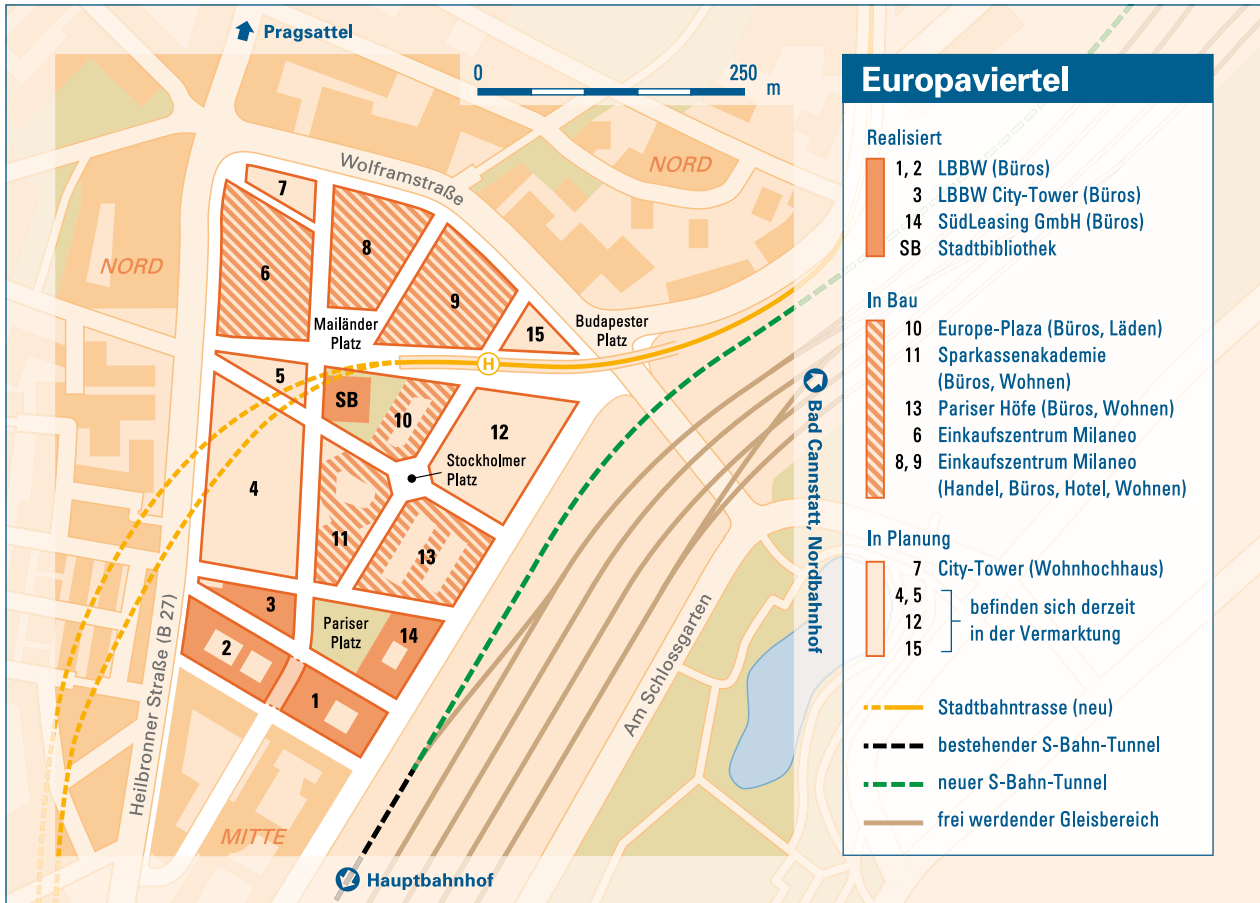 Pragsattel
0 250
m
Wolframstraße
NORD
NORD
7
8
6
9
15
Mailänder
Platz
Budapester
Platz
H
5
SB
10
12
4
Stockholmer
Platz
11
13
3
Pariser
Platz
14
2
1
Heilbronner Straße (B 27)
Am Schlossgarten
Bad Cannstatt, Nordbahnhof
MITTE
Hauptbahnhof
Europaviertel
Realisiert
1, 2 LBBW (Büros)
3 LBBW City-Tower (Büros)
14 SüdLeasing GmbH (Büros)
SB Stadtbibliothek
In Bau
10 Europe-Plaza (Büros, Läden)
11 Sparkassenakademie
(Büros, Wohnen)
13 Pariser Höfe (Büros, Wohnen)
6 Einkaufszentrum Milaneo
8, 9 Einkaufszentrum Milaneo
(Handel, Büros, Hotel, Wohnen)
In Planung
7 City-Tower (Wohnhochhaus)
4, 5 befinden sich derzeit
12 in der Vermarktung
15
Stadtbahntrasse (neu)
bestehender S-Bahn-Tunnel
neuer S-Bahn-Tunnel
frei werdender Gleisbereich